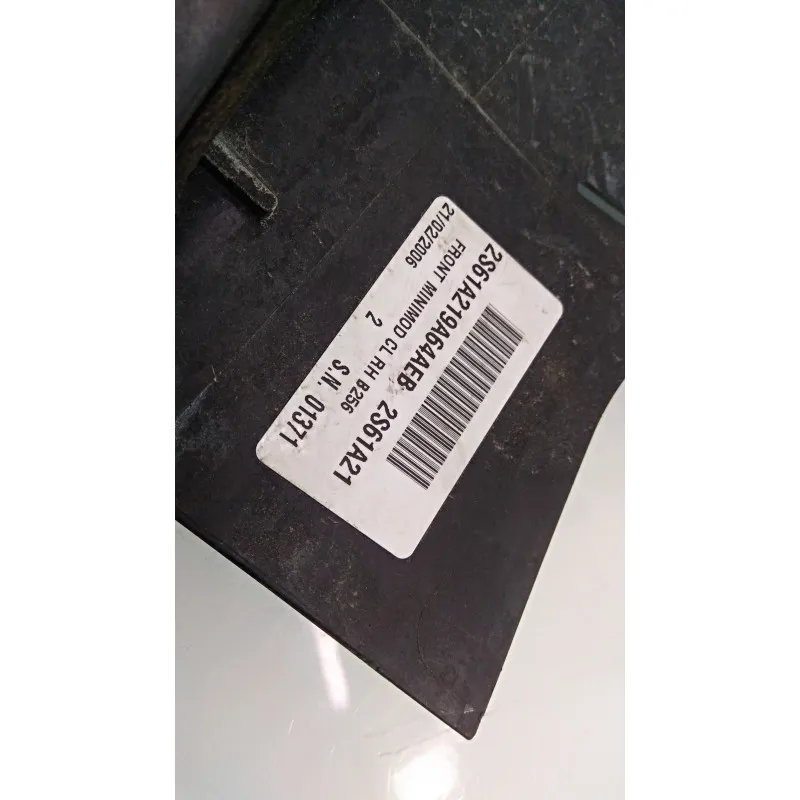 2S61A219A64AEB 2S61A21
FRONT MINIMOD CL RH B256
21/02/2006 2 S.N. 01371